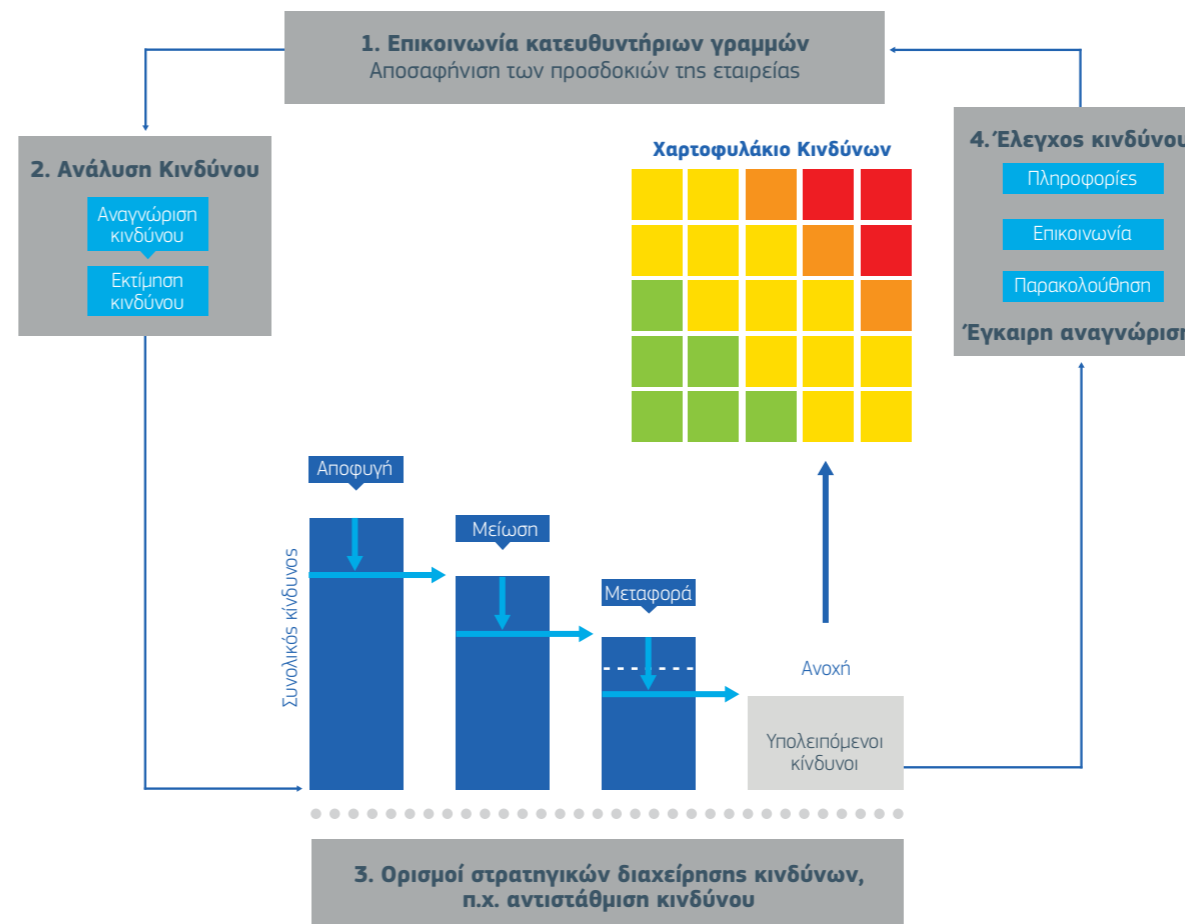 1. Επικοινωνία κατευθυντήριων γραμμών
Αποσαφήνιση των προσδοκιών της εταιρείας
2. Ανάλυση Κινδύνου
Αναγνώριση
κινδύνου
Εκτίμηση
κινδύνου
Χαρτοφυλάκιο Κινδύνων
4. Έλεγχος κινδύνου
Πληροφορίες
Επικοινωνία
Παρακολούθηση
Έγκαιρη αναγνώριση
Συνολικός κίνδυνος
Αποφυγή
Μείωση
Μεταφορά
Ανοχή
Υπολειπόμενοι
κίνδυνοι
3. Ορισμοί στρατηγικών διαχείρησης κινδύνων,
π.χ. αντιστάθμιση κινδύνου